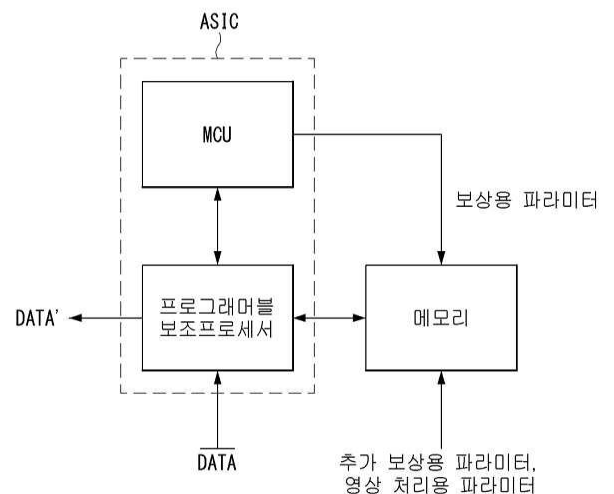 ASIC
MCU
보상용 파라미터
프로그래머블
보조프로세서
메모리
DATA'
DATA
추가 보상용 파라미터,
영상 처리용 파라미터